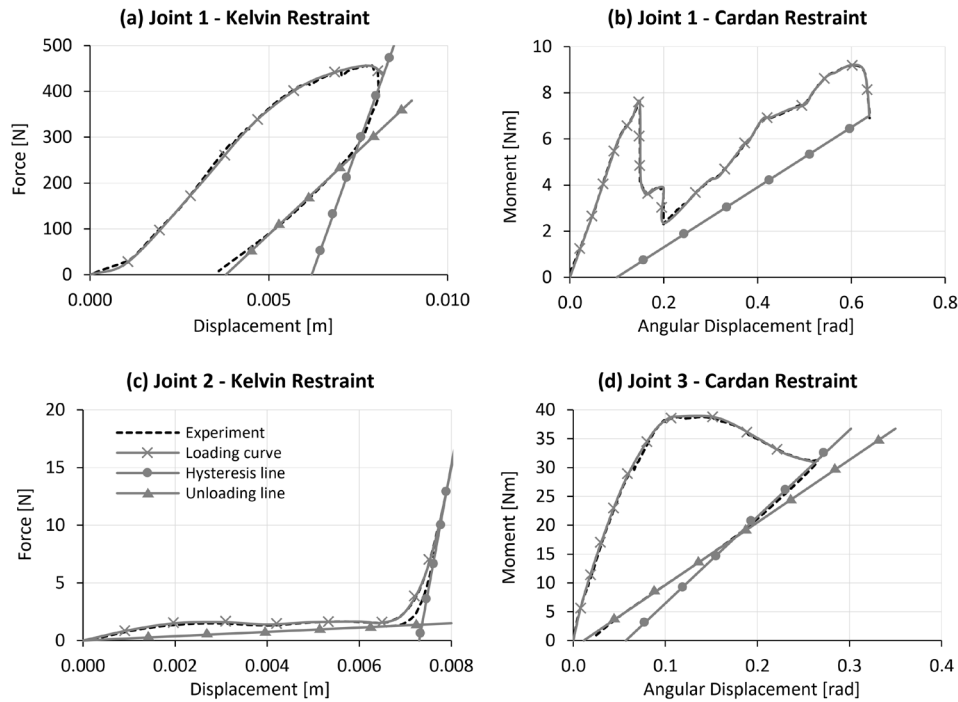 (a) Joint 1 - Kelvin Restraint
500
400
300
200
100
0
Force [N]
0.000 0.005 0.010
Displacement [m]
(b) Joint 1 - Cardan Restraint
10
8
6
4
2
0
Moment [Nm]
0.0 0.2 0.4 0.6 0.8
Angular Displacement [rad]
(c) Joint 2 - Kelvin Restraint
20
15
10
5
0
Force [N]
Experiment
Loading curve
Hysteresis line
Unloading line
0.000 0.002 0.004 0.006 0.008
Displacement [m]
(d) Joint 3 - Cardan Restraint
40
35
30
25
20
15
10
5
0
Moment [Nm]
0.0 0.1 0.2 0.3 0.4
Angular Displacement [rad]